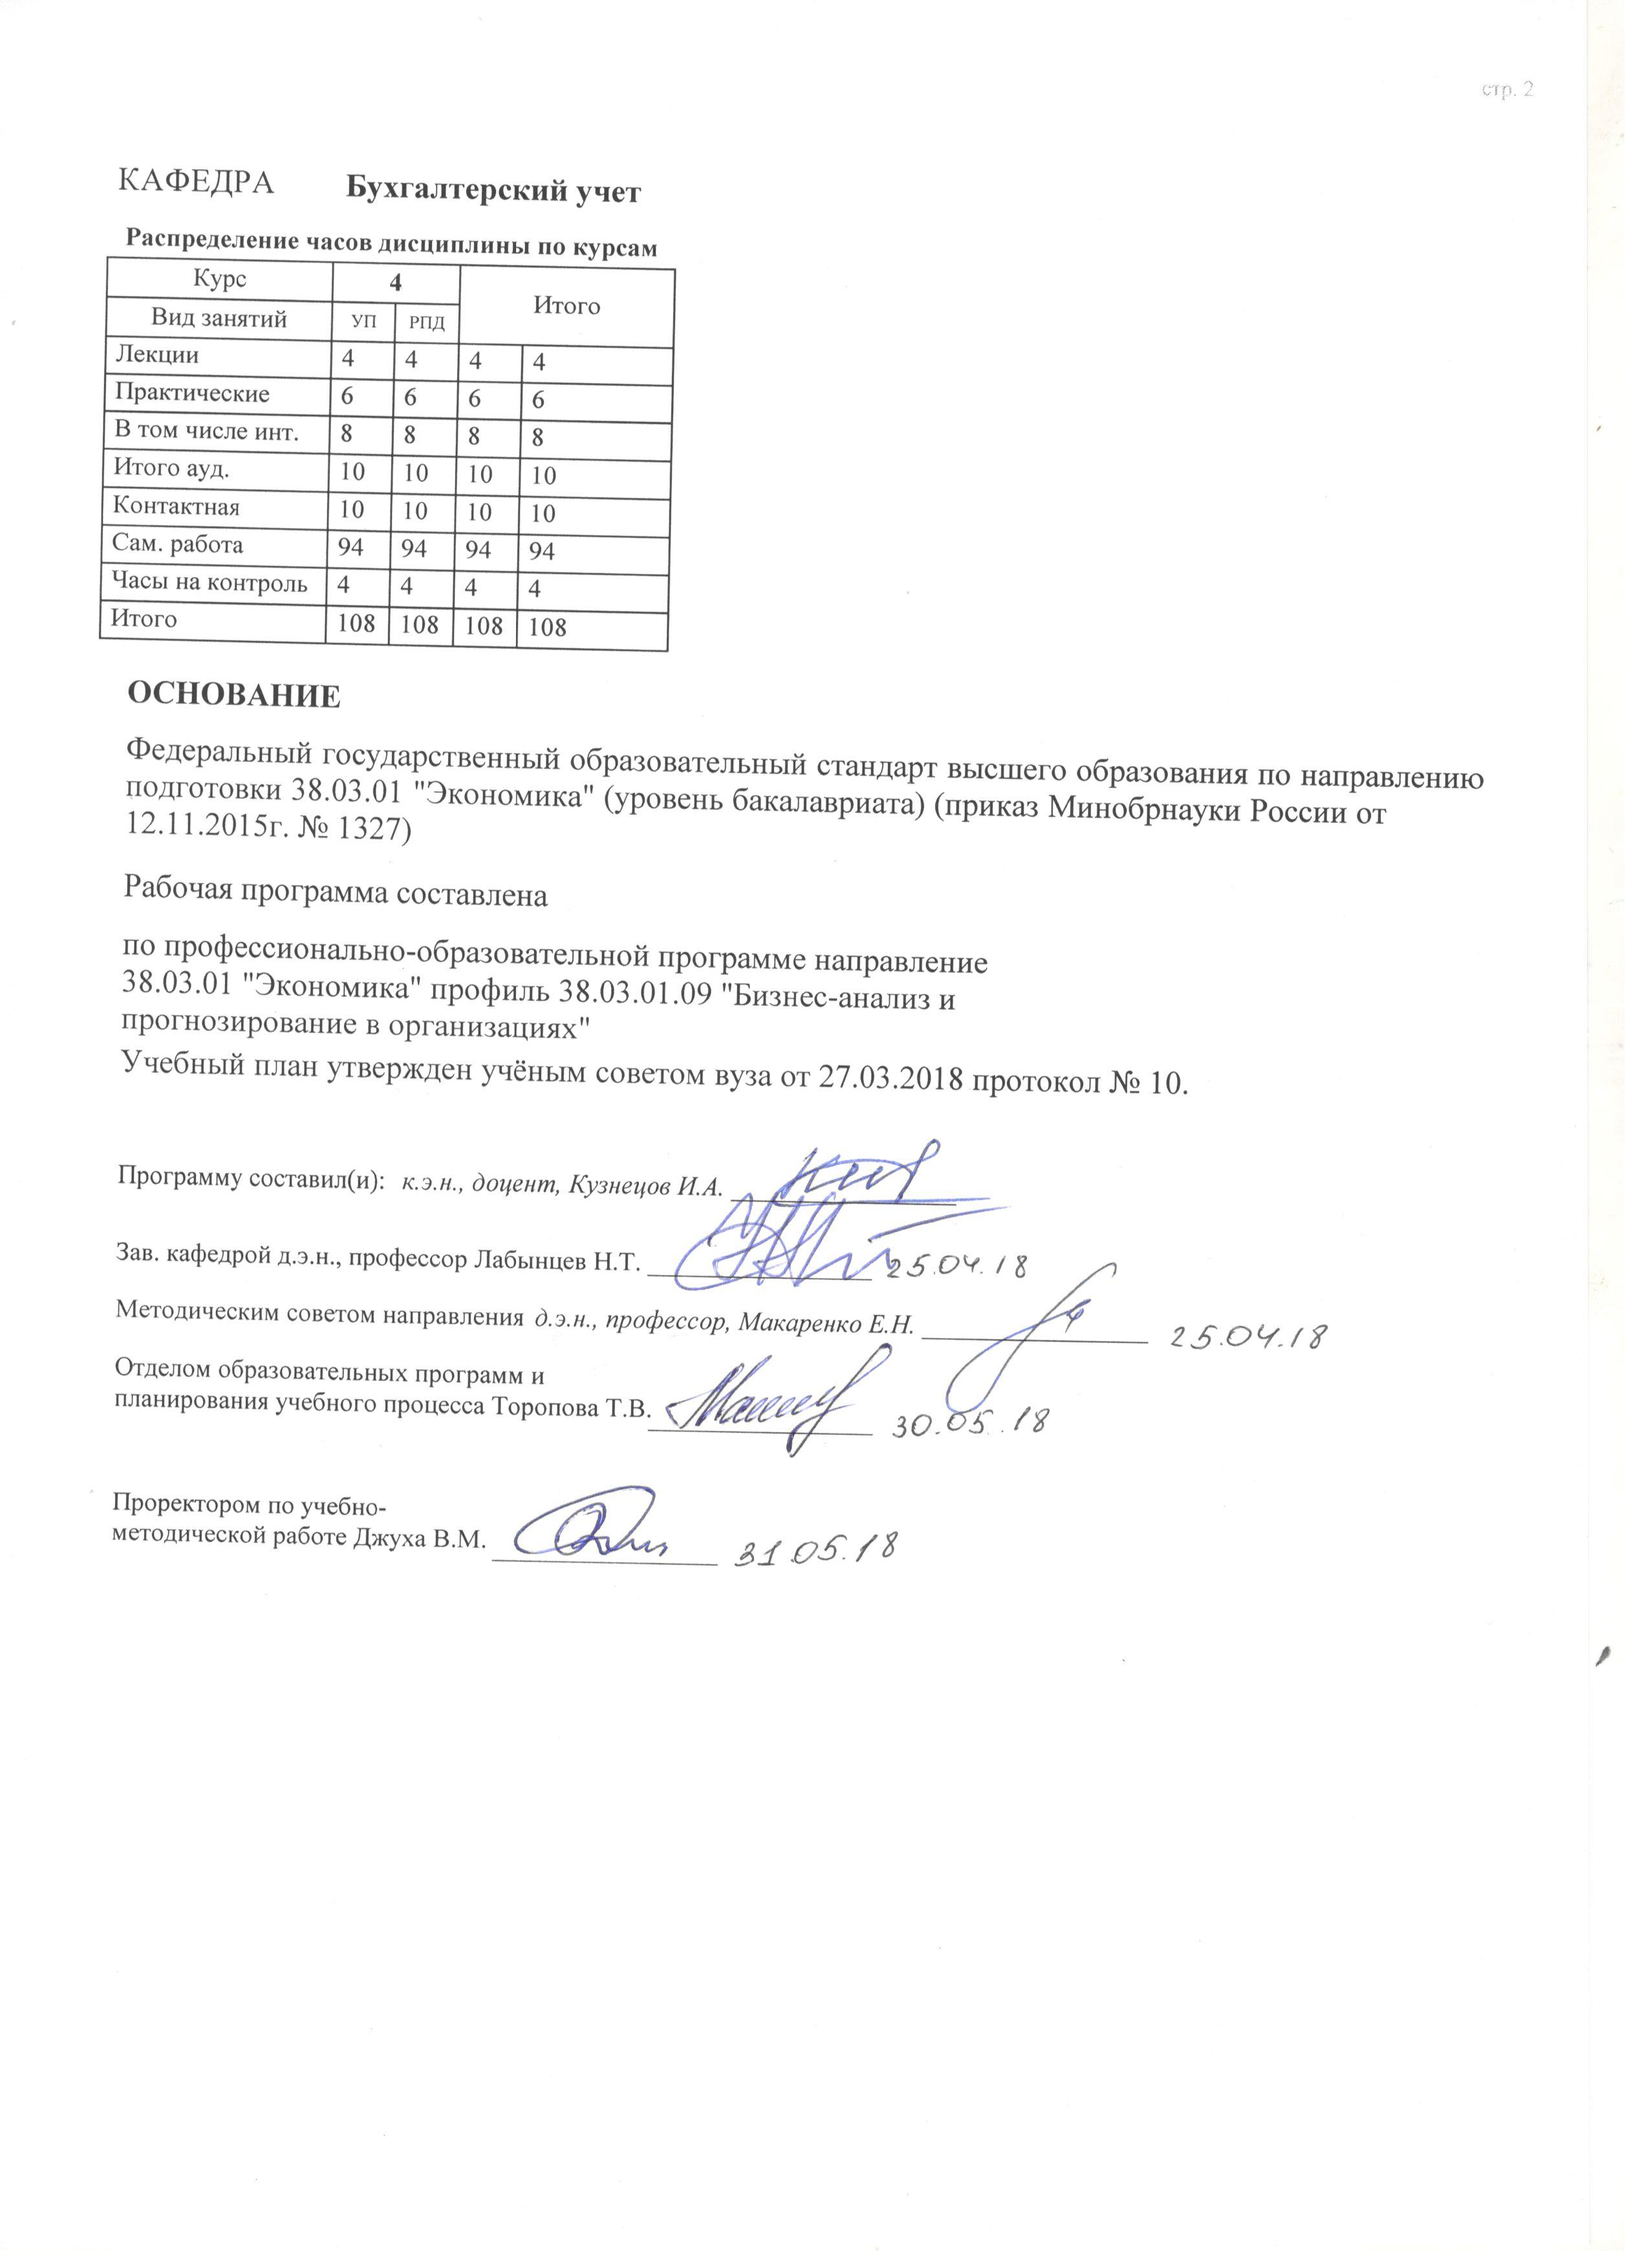 стр. 2
КАФЕДРА Бухгалтерский учет
Распределение часов дисциплины по курсам
Курс 4 Итого
Вид занятий УП РПД
Лекции 4 4 4 4
Практические 6 6 6 6
В том числе инт. 8 8 8 8
Итого ауд. 10 10 10 10
Контактная 10 10 10 10
Сам. работа 94 94 94 94
Часы на контроль 4 4 4 4
Итого 108 108 108 108
ОСНОВАНИЕ
Федеральный государственный образовательный стандарт высшего образования по направлению
подготовки 38.03.01 "Экономика" (уровень бакалавриата) (приказ Минобрнауки России от
12.11.2015г. № 1327)
Рабочая программа составлена
по профессионально-образовательной программе направление
38.03.01 "Экономика" профиль 38.03.01.09 "Бизнес-анализ и
прогнозирование в организациях"
Учебный план утвержден учёным советом вуза от 27.03.2018 протокол № 10.
Программу составил(и): к.э.н., доцент, Кузнецов И.А.
Зав. кафедрой д.э.н., профессор Лабынцев Н.Т. 25.04.18
Методическим советом направления д.э.н., профессор, Макаренко Е.Н. 25.04.18
Отделом образовательных программ и
планирования учебного процесса Торопова Т.В. 30.05.18
Проректором по учебно-
методической работе Джуха В.М. 31.05.18